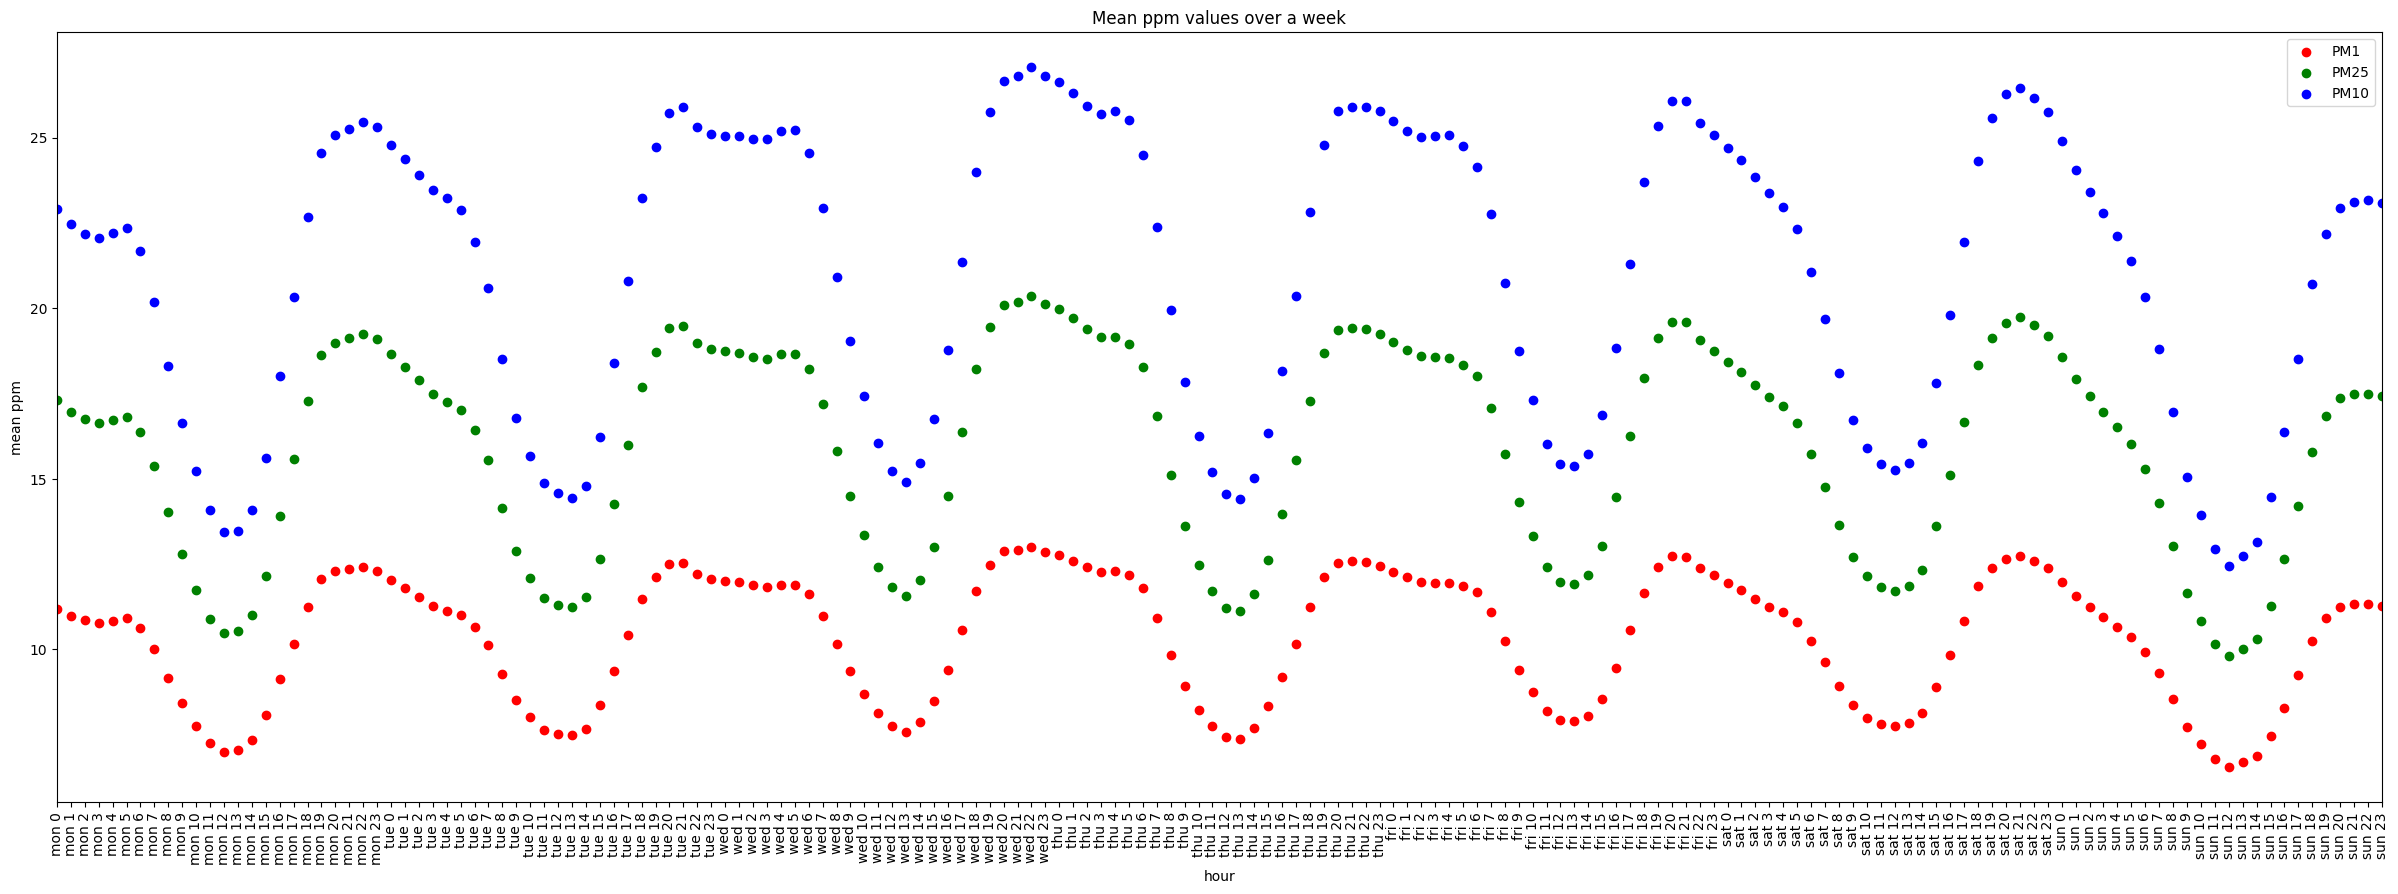 Mean ppm values over a week
PM1
PM25
PM10
mean ppm
25
20
15
10
mon 0
mon 1
mon 2
mon 3
mon 4
mon 5
mon 6
mon 7
mon 8
mon 9
mon 10
mon 11
mon 12
mon 13
mon 14
mon 15
mon 16
mon 17
mon 18
mon 19
mon 20
mon 21
mon 22
mon 23
tue 0
tue 1
tue 2
tue 3
tue 4
tue 5
tue 6
tue 7
tue 8
tue 9
tue 10
tue 11
tue 12
tue 13
tue 14
tue 15
tue 16
tue 17
tue 18
tue 19
tue 20
tue 21
tue 22
tue 23
wed 0
wed 1
wed 2
wed 3
wed 4
wed 5
wed 6
wed 7
wed 8
wed 9
wed 10
wed 11
wed 12
wed 13
wed 14
wed 15
wed 16
wed 17
wed 18
wed 19
wed 20
wed 21
wed 22
wed 23
thu 0
thu 1
thu 2
thu 3
thu 4
thu 5
thu 6
thu 7
thu 8
thu 9
thu 10
thu 11
thu 12
thu 13
thu 14
thu 15
thu 16
thu 17
thu 18
thu 19
thu 20
thu 21
thu 22
thu 23
fri 0
fri 1
fri 2
fri 3
fri 4
fri 5
fri 6
fri 7
fri 8
fri 9
fri 10
fri 11
fri 12
fri 13
fri 14
fri 15
fri 16
fri 17
fri 18
fri 19
fri 20
fri 21
fri 22
fri 23
sat 0
sat 1
sat 2
sat 3
sat 4
sat 5
sat 6
sat 7
sat 8
sat 9
sat 10
sat 11
sat 12
sat 13
sat 14
sat 15
sat 16
sat 17
sat 18
sat 19
sat 20
sat 21
sat 22
sat 23
sun 0
sun 1
sun 2
sun 3
sun 4
sun 5
sun 6
sun 7
sun 8
sun 9
sun 10
sun 11
sun 12
sun 13
sun 14
sun 15
sun 16
sun 17
sun 18
sun 19
sun 20
sun 21
sun 22
sun 23
hour